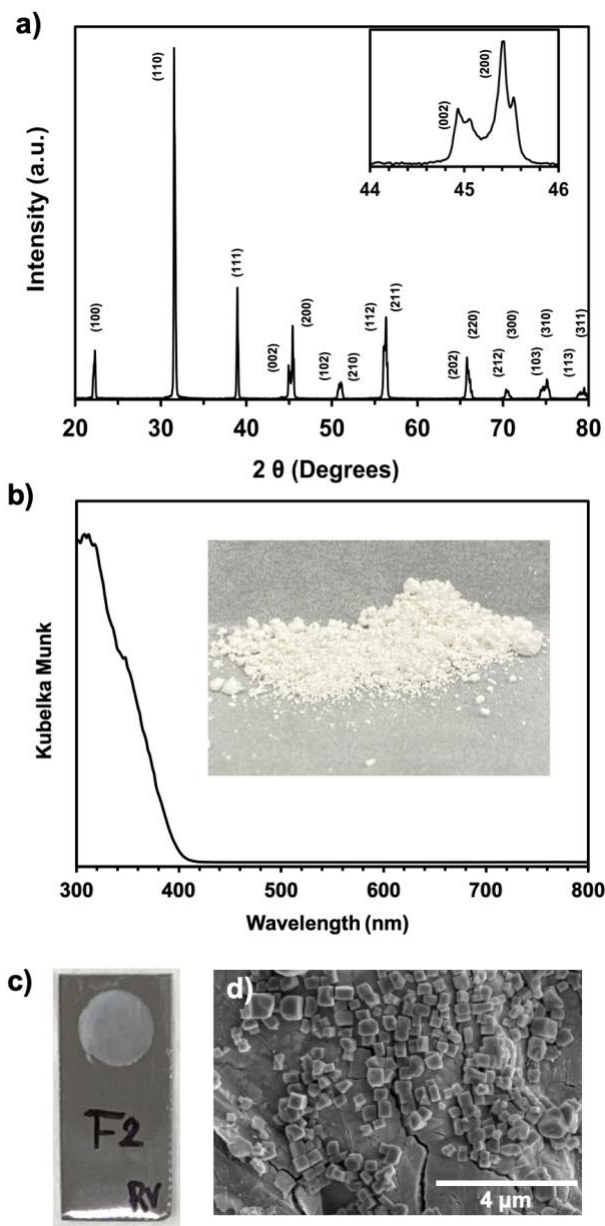 a)
Intensity (a.u.)
(100)
(110)
(111)
(002)
(200)
(102)
(210)
(112)
(211)
(202)
(220)
(212)
(300)
(103)
(310)
(113)
(311)
(002)
(200)
44 45 46
20 30 40 50 60 70 80
2 θ (Degrees)
b)
Kubelka Munk
300 400 500 600 700 800
Wavelength (nm)
c)
F2
RV
d)
4 µm